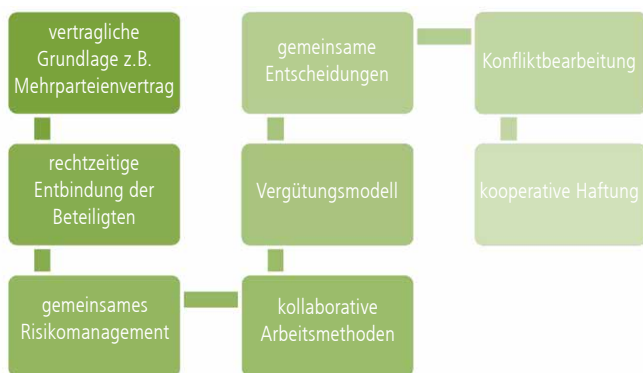 vertragliche
Grundlage z.B.
Mehrparteienvertrag
rechtzeitige
Entbindung der
Beteiligten
gemeinsames
Risikomanagement
kollaborative
Arbeitsmethoden
Vergütungsmodell
gemeinsame
Entscheidungen
Konfliktbearbeitung
kooperative Haftung